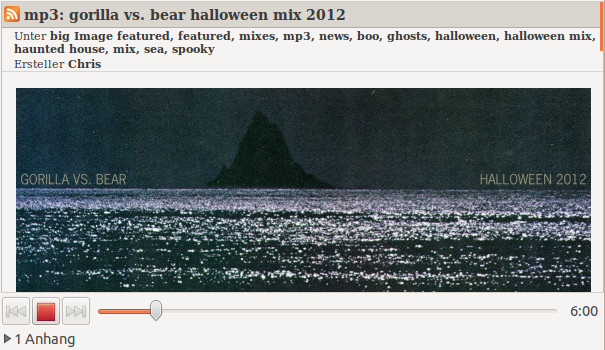 mp3: gorilla vs. bear halloween mix 2012
Unter big Image featured, featured, mixes, mp3, news, boo, ghosts, halloween, halloween mix,
haunted house, mix, sea, spooky
Ersteller Chris
GORILLA VS. BEAR HALLOWEEN 2012
6:00
1 Anhang